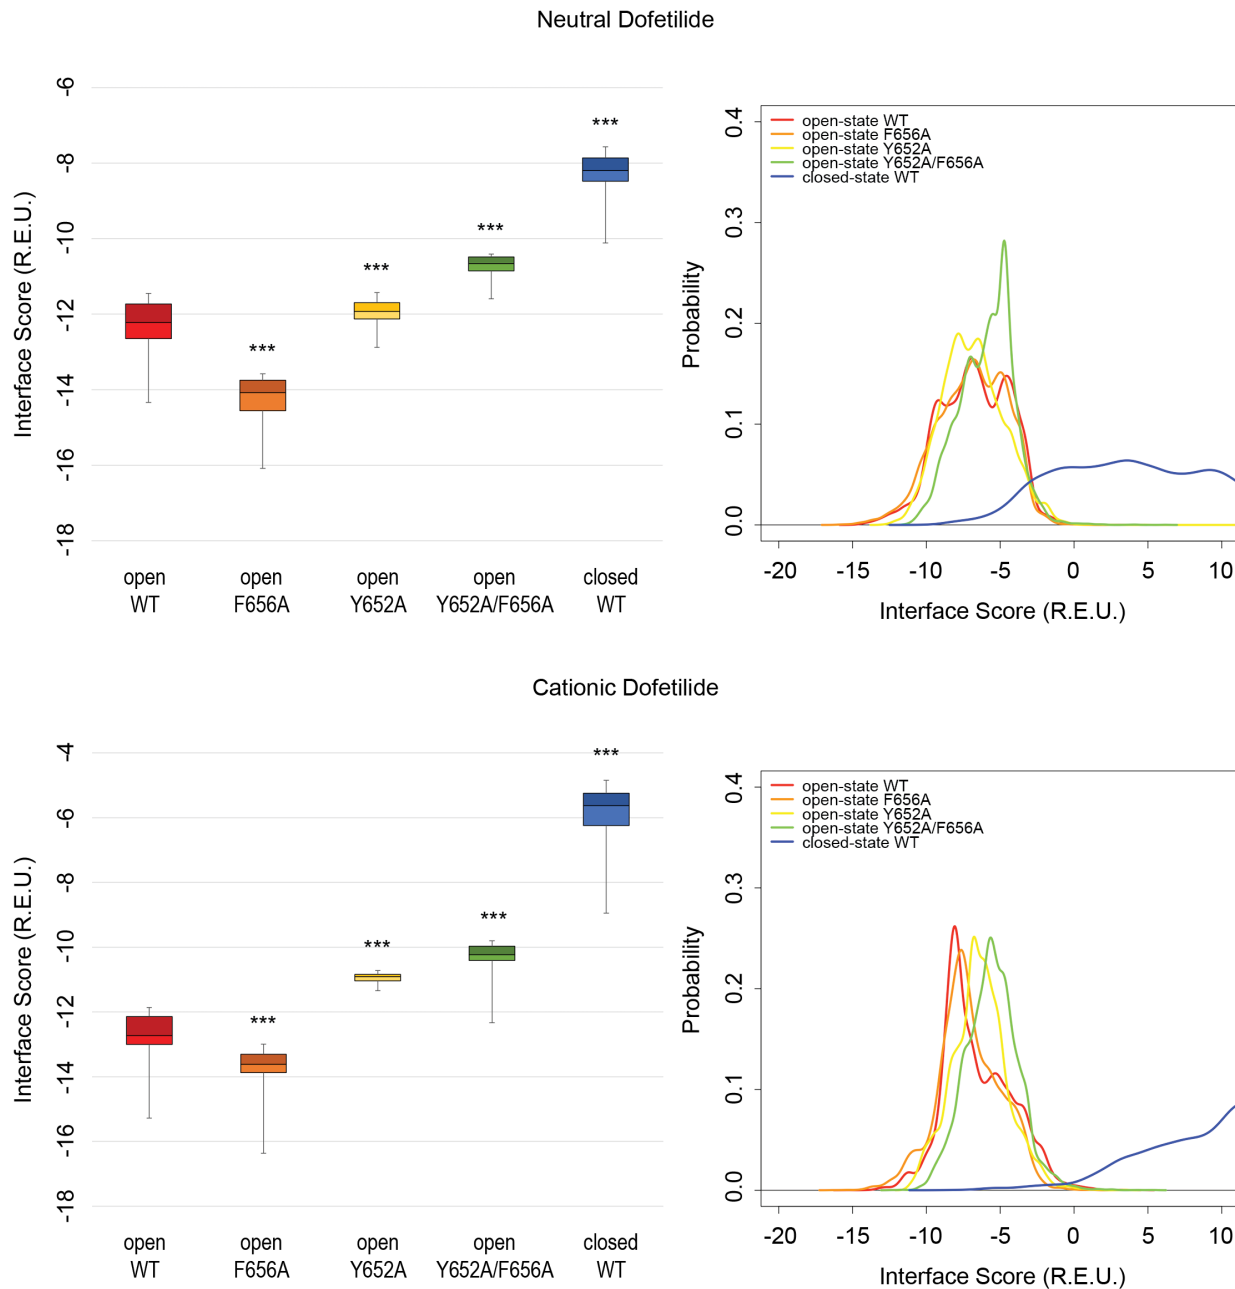 Neutral Dofetilide
Interface Score (R.E.U.)
-6
-8
-10
-12
-14
-16
-18
***
***
***
***
open
WT
open
F656A
open
Y652A
open
Y652A/F656A
closed
WT
Probability
0.4
0.3
0.2
0.1
0.0
open-state WT
open-state F656A
open-state Y652A
open-state Y652A/F656A
closed-state WT
-20 -15 -10 -5 0 5 10
Interface Score (R.E.U.)
Cationic Dofetilide
Interface Score (R.E.U.)
-4
-6
-8
-10
-12
-14
-16
-18
***
***
***
***
open
WT
open
F656A
open
Y652A
open
Y652A/F656A
closed
WT
Probability
0.4
0.3
0.2
0.1
0.0
open-state WT
open-state F656A
open-state Y652A
open-state Y652A/F656A
closed-state WT
-20 -15 -10 -5 0 5 10
Interface Score (R.E.U.)